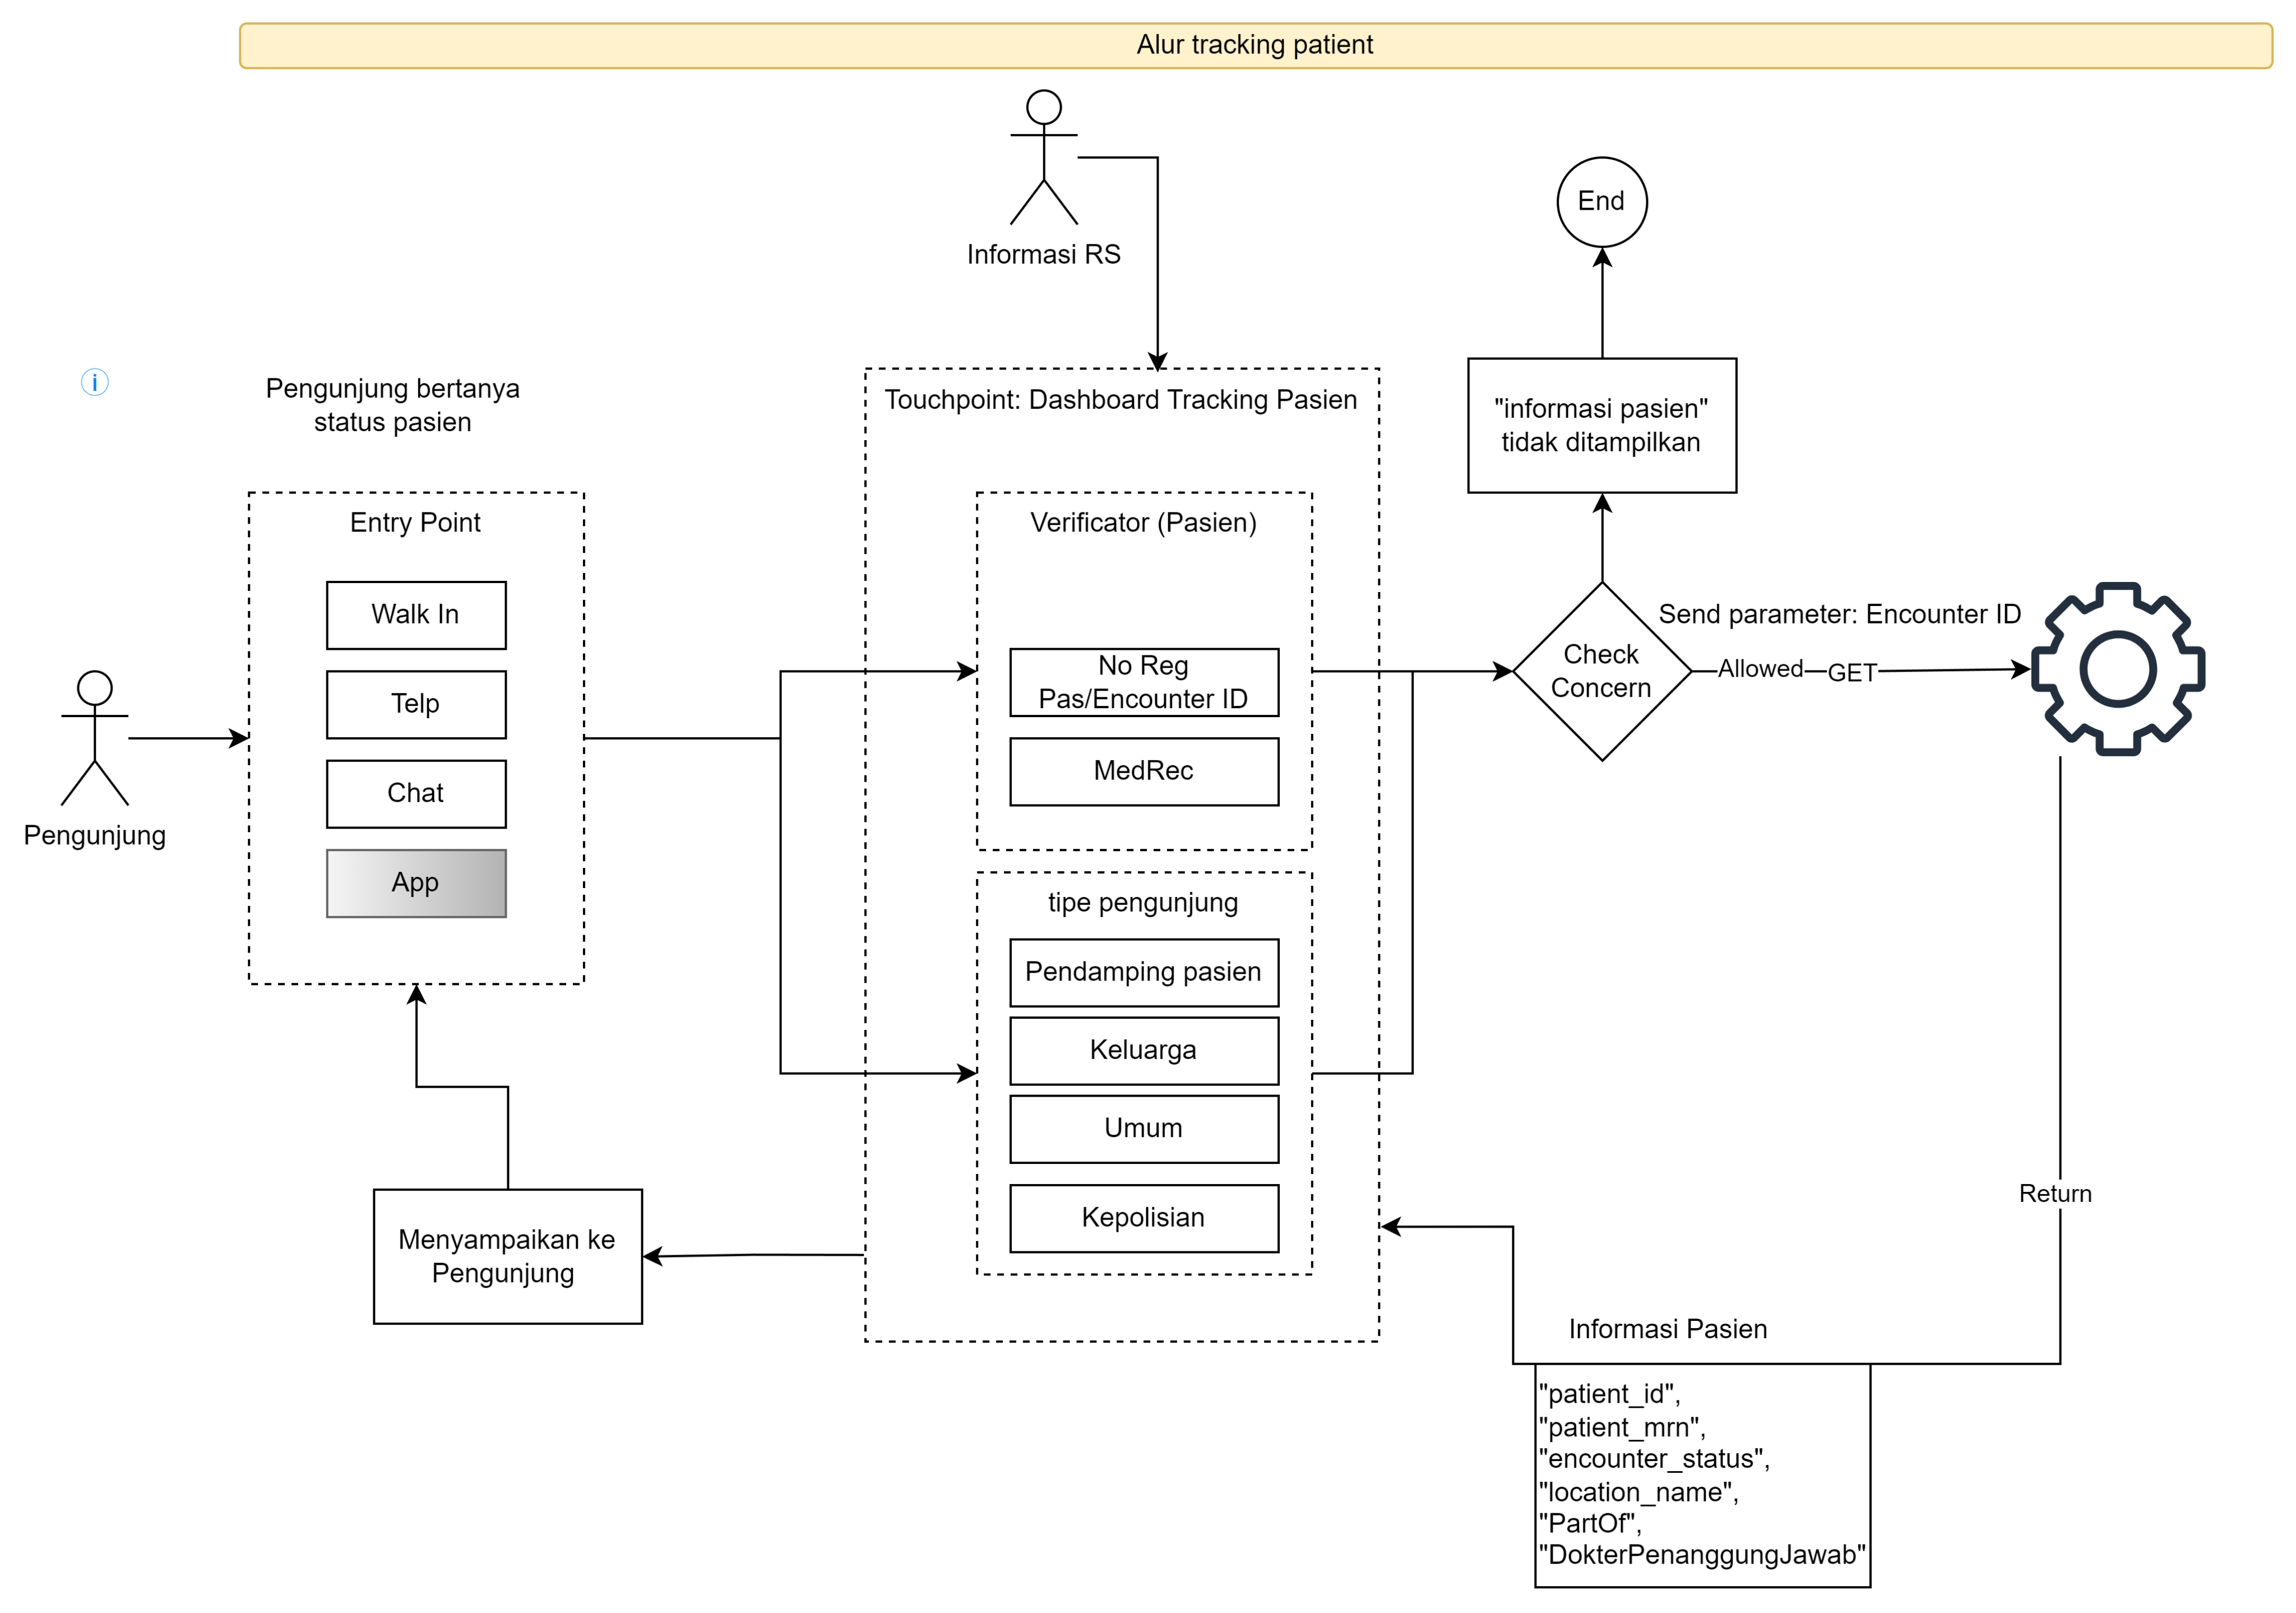 Alur tracking patient
Informasi RS
End
Pengunjung bertanya
status pasien
Touchpoint: Dashboard Tracking Pasien
"informasi pasien"
tidak ditampilkan
Entry Point
Walk In
Telp
Chat
App
Pengunjung
Verificator (Pasien)
No Reg
Pas/Encounter ID
MedRec
tipe pengunjung
Pendamping pasien
Keluarga
Umum
Kepolisian
Check
Concern
Send parameter: Encounter ID
Allowed
GET
Return
Menyampaikan ke
Pengunjung
Informasi Pasien
"patient_id",
"patient_mrn",
"encounter_status",
"location_name",
"PartOf",
"DokterPenanggungJawab"